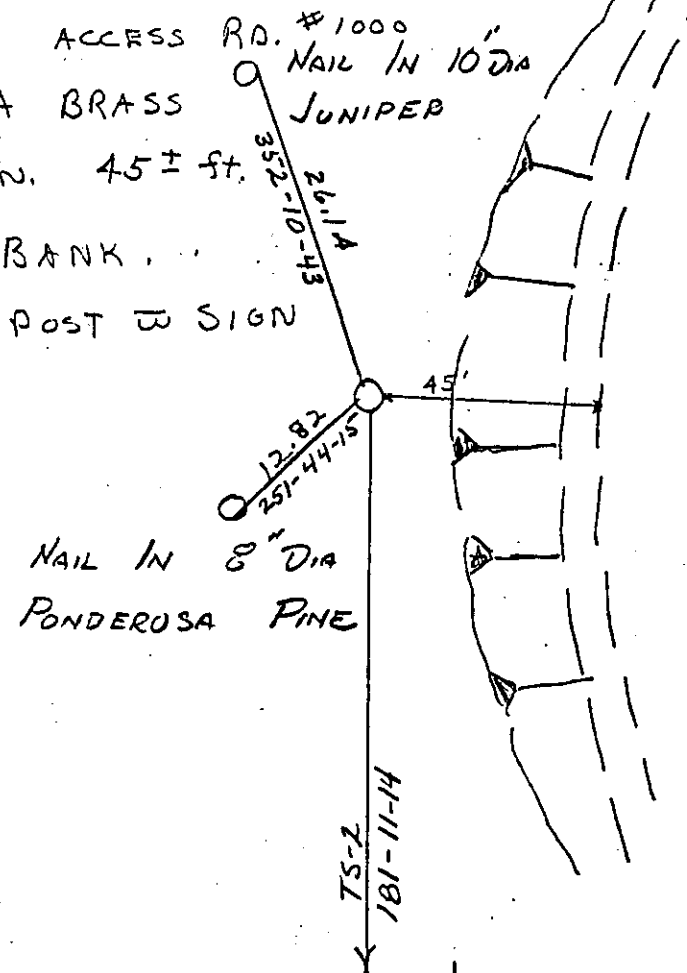 ACCESS RD. #1000
NAIL IN 10" DIA
JUNIPER
A BRASS
N. 45± ft.
BANK.
POST W SIGN
26.14
352-10-43
45'
12.82
251-44-15
NAIL IN 8" DIA
PONDEROSA PINE
TS-2
181-11-14